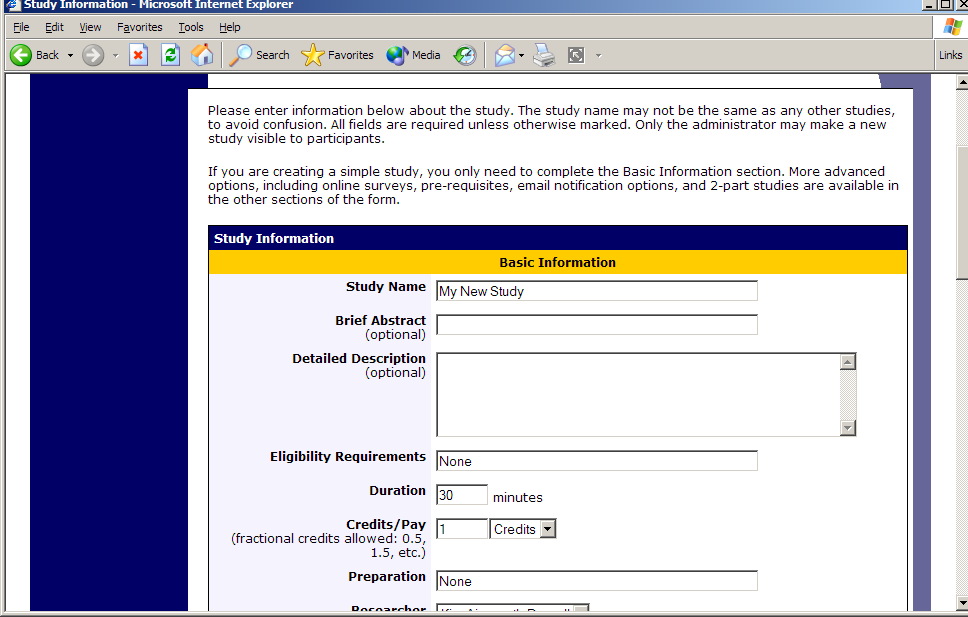 Study Information - Microsoft Internet Explorer
File Edit View Favorites Tools Help
Back Search Favorites Media Links
Please enter information below about the study. The study name may not be the same as any other studies,
to avoid confusion. All fields are required unless otherwise marked. Only the administrator may make a new
study visible to participants.
If you are creating a simple study, you only need to complete the Basic Information section. More advanced
options, including online surveys, pre-requisites, email notification options, and 2-part studies are available in
the other sections of the form.
Study Information
Basic Information
Study Name My New Study
Brief Abstract
(optional)
Detailed Description
(optional)
Eligibility Requirements None
Duration 30 minutes
Credits/Pay 1 Credits
(fractional credits allowed: 0.5,
1.5, etc.)
Preparation None
Researcher